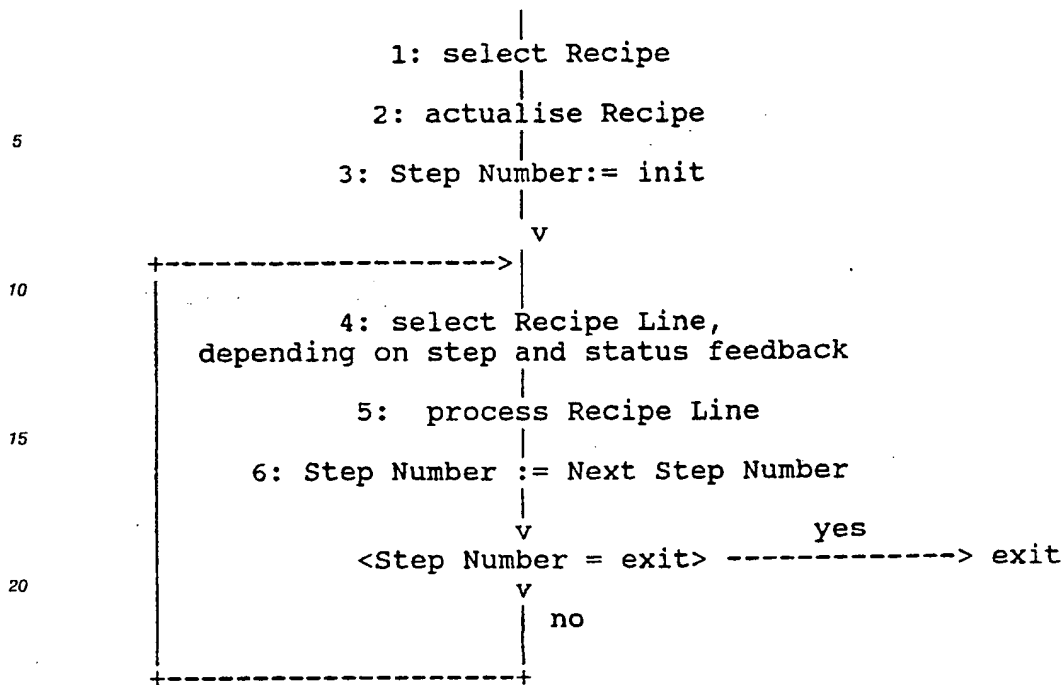 1: select Recipe
2: actualise Recipe
5
3: Step Number:= init
v
+-------------------->
10
4: select Recipe Line,
depending on step and status feedback
5: process Recipe Line
15
6: Step Number := Next Step Number
v
yes
<Step Number = exit> -------------> exit
20
v
no
+--------------------+